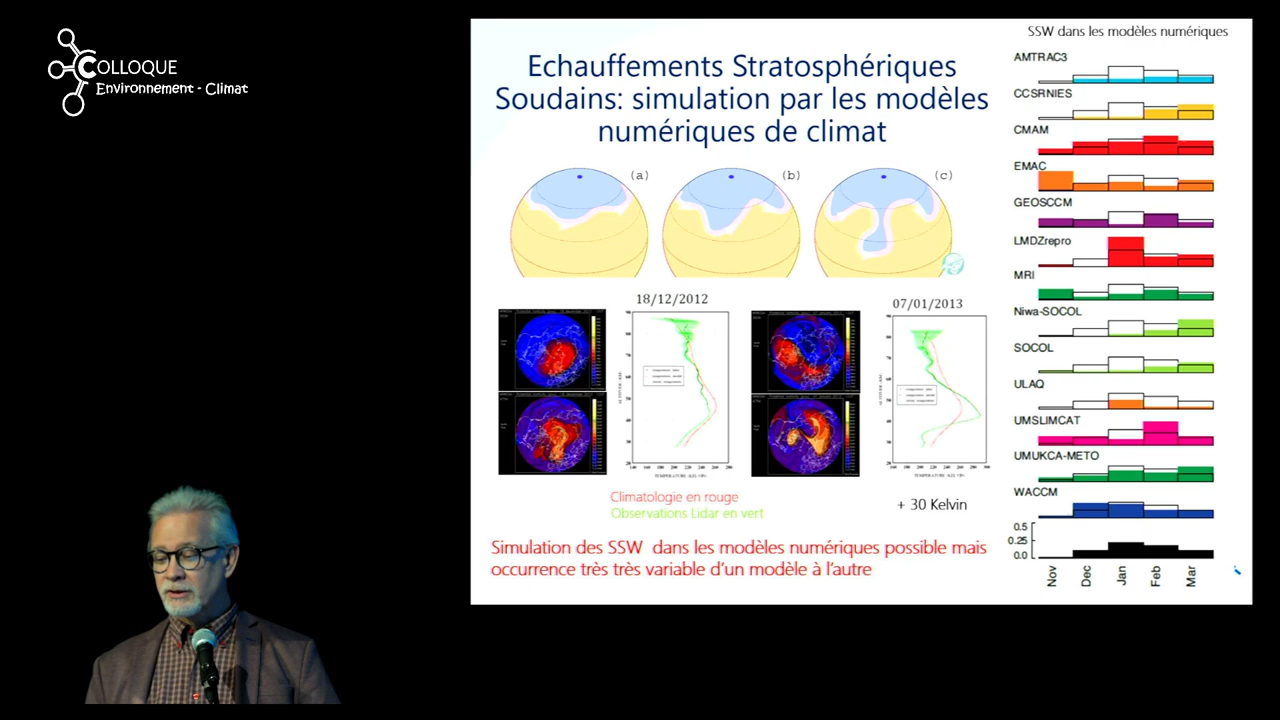 COLLOQUE
Environnement - Climat
Echauffements Stratosphériques
Soudains: simulation par les modèles
numériques de climat
(a)
(b)
(c)
18/12/2012
07/01/2013
Climatologie en rouge
Observations Lidar en vert
+ 30 Kelvin
Simulation des SSW dans les modèles numériques possible mais
occurrence très très variable d'un modèle à l'autre
SSW dans les modèles numériques
AMTRAC3
CCSRNIES
CMAM
EMAC
GEOSCCM
LMDZrepro
MRI
Niwa-SOCOL
SOCOL
ULAQ
UMSLIMCAT
UMUKCA-METO
WACCM
0.5
0.25
0.0
Nov Dec Jan Feb Mar